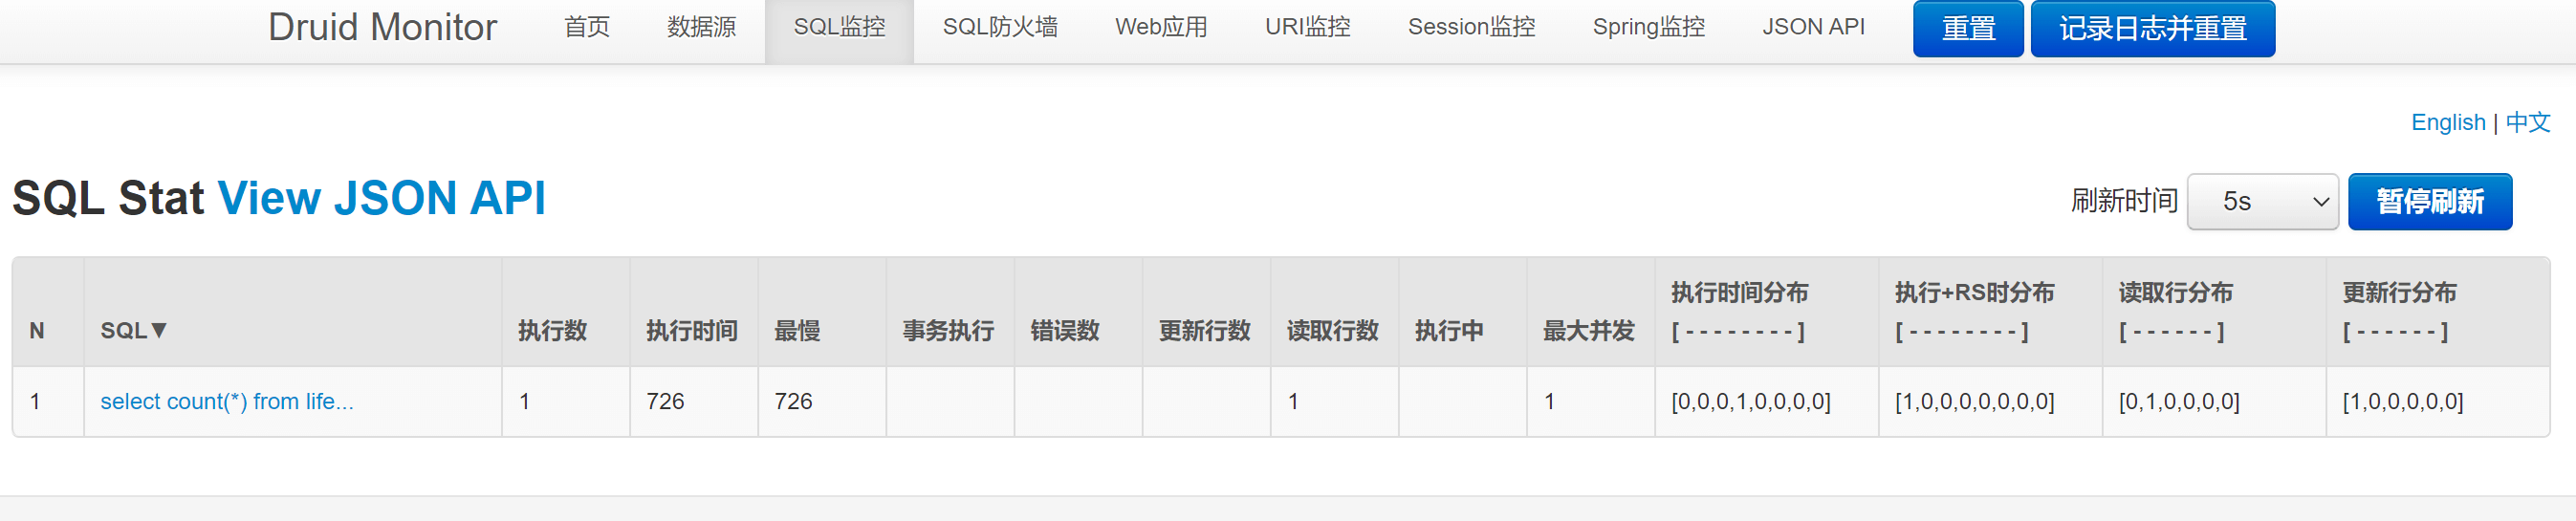 Druid Monitor 首页 数据源 SQL监控 SQL防火墙 Web应用 URI监控 Session监控 Spring监控 JSON API 重置 记录日志并重置
English | 中文
SQL Stat View JSON API 刷新时间 5s 暂停刷新
N SQL▼ 执行数 执行时间 最慢 事务执行 错误数 更新行数 读取行数 执行中 最大并发 执行时间分布 [ - - - - - - - - ] 执行+RS时分布 [ - - - - - - - - ] 读取行分布 [ - - - - - - ] 更新行分布 [ - - - - - - ]
1 select count(*) from life... 1 726 726 1 1 [0,0,0,1,0,0,0,0] [1,0,0,0,0,0,0,0] [0,1,0,0,0,0] [1,0,0,0,0,0]